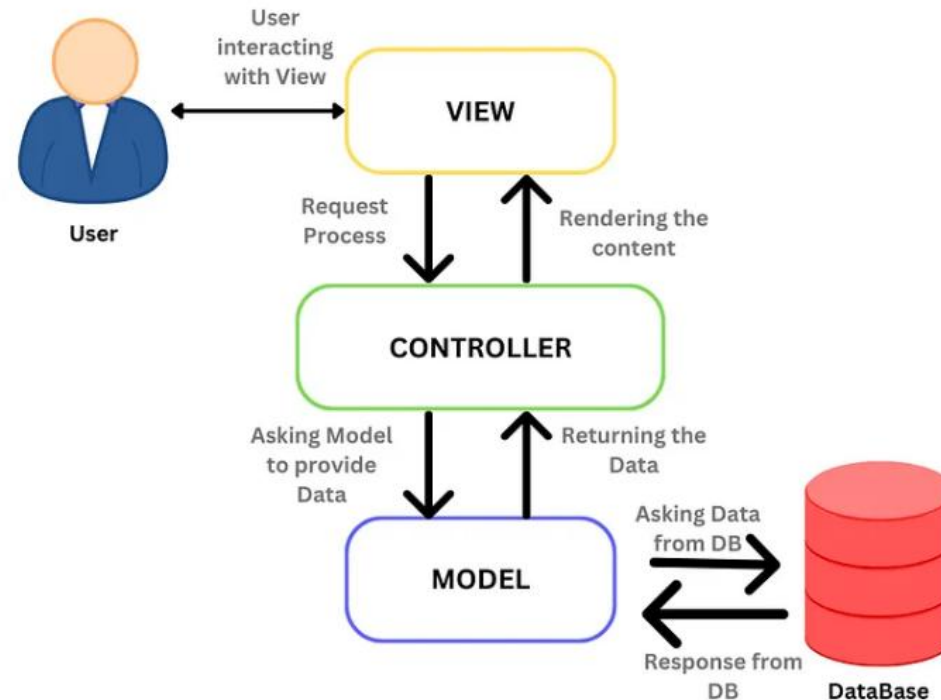 User
interacting
with View
VIEW
User
Request
Process
Rendering the
content
CONTROLLER
Asking Model
to provide
Data
Returning the
Data
Asking Data
from DB
MODEL
Response from
DB
DataBase